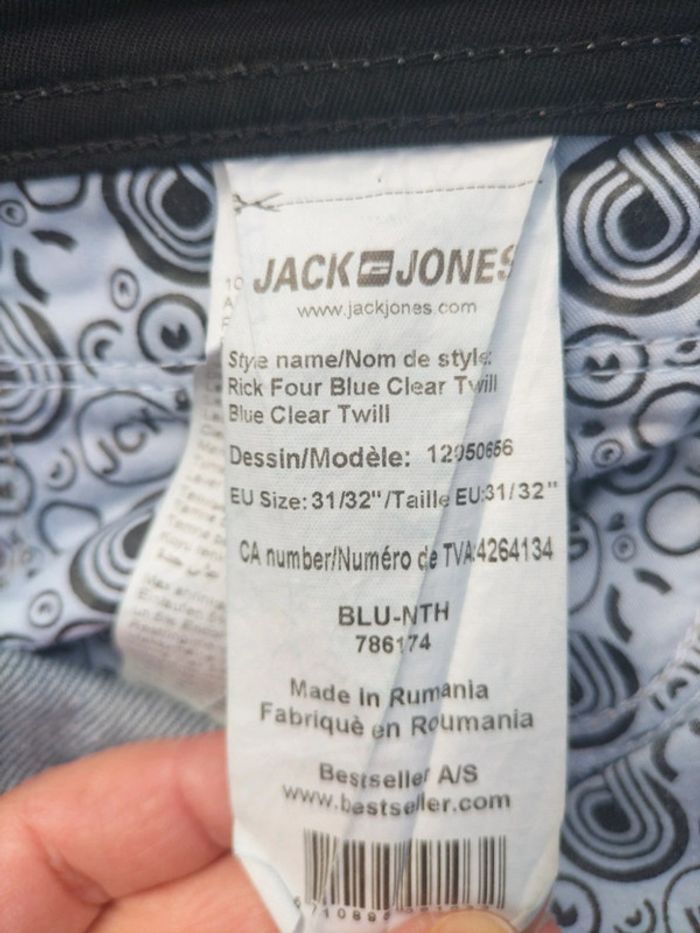 JACK JONES
www.jackjones.com
Style name/Nom de style:
Rick Four Blue Clear Twill
Blue Clear Twill
Dessin/Modèle: 12050656
EU Size: 31/32"/Taille EU:31/32"
CA number/Numéro de TVA:4264134
BLU-NTH
786174
Made In Rumania
Fabriquè en Roumania
Bestseller A/S
www.bestseller.com